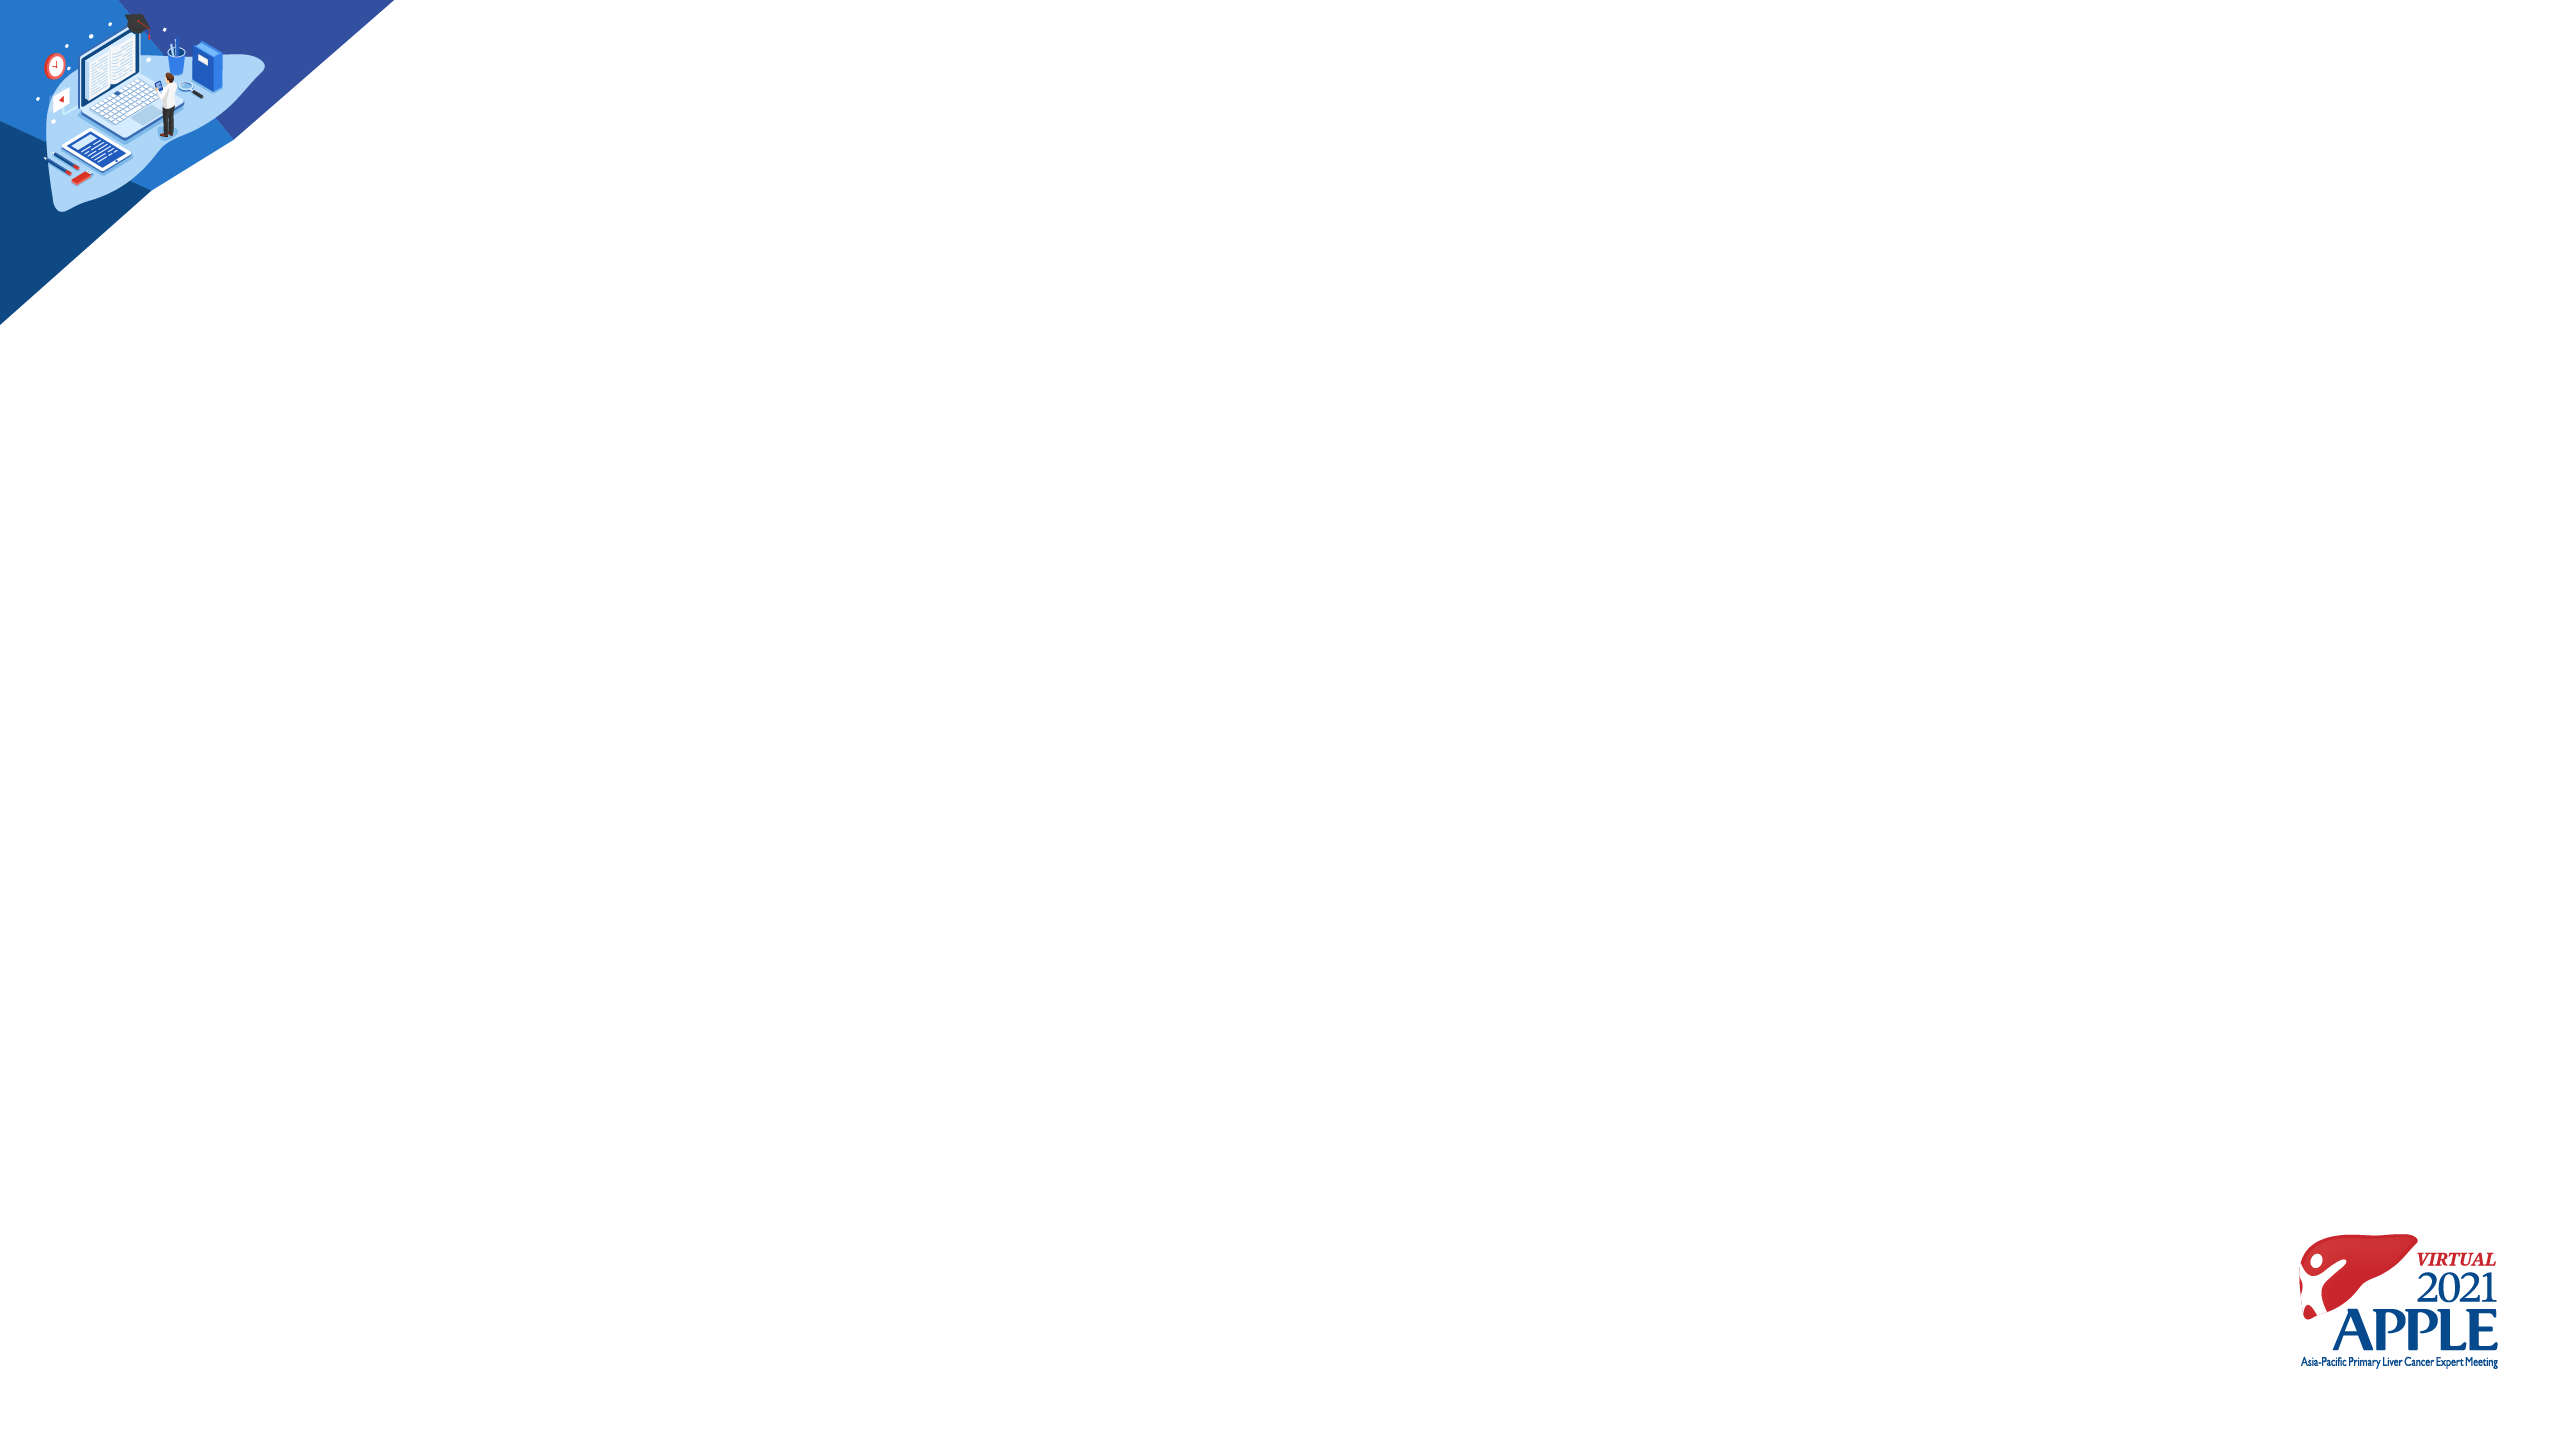 VIRTUAL
2021
APPLE
Asia-Pacific Primary Liver Cancer Expert Meeting